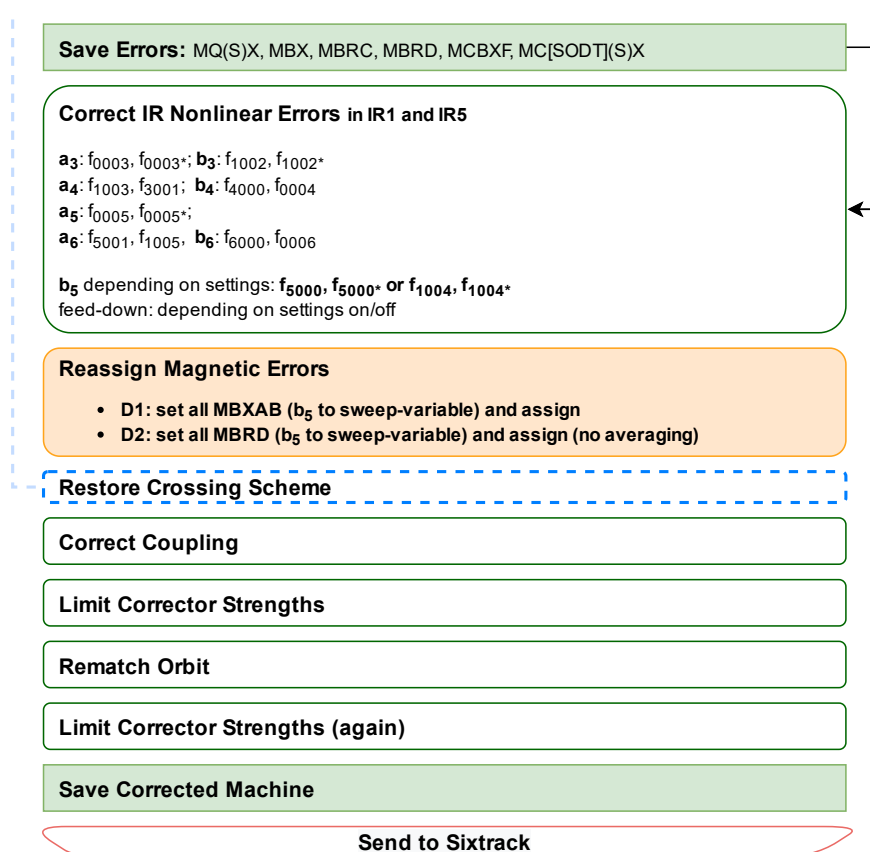 Save Errors: MQ(S)X, MBX, MBRC, MBRD, MCBXF, MC[SODT](S)X
Correct IR Nonlinear Errors in IR1 and IR5
a3: f0003, f0003*; b3: f1002, f1002*
a4: f1003, f3001; b4: f4000, f0004
a5: f0005, f0005*;
a6: f5001, f1005, b6: f6000, f0006
b5 depending on settings: f5000, f5000* or f1004, f1004*
feed-down: depending on settings on/off
Reassign Magnetic Errors
• D1: set all MBXAB (b5 to sweep-variable) and assign
• D2: set all MBRD (b5 to sweep-variable) and assign (no averaging)
Restore Crossing Scheme
Correct Coupling
Limit Corrector Strengths
Rematch Orbit
Limit Corrector Strengths (again)
Save Corrected Machine
Send to Sixtrack